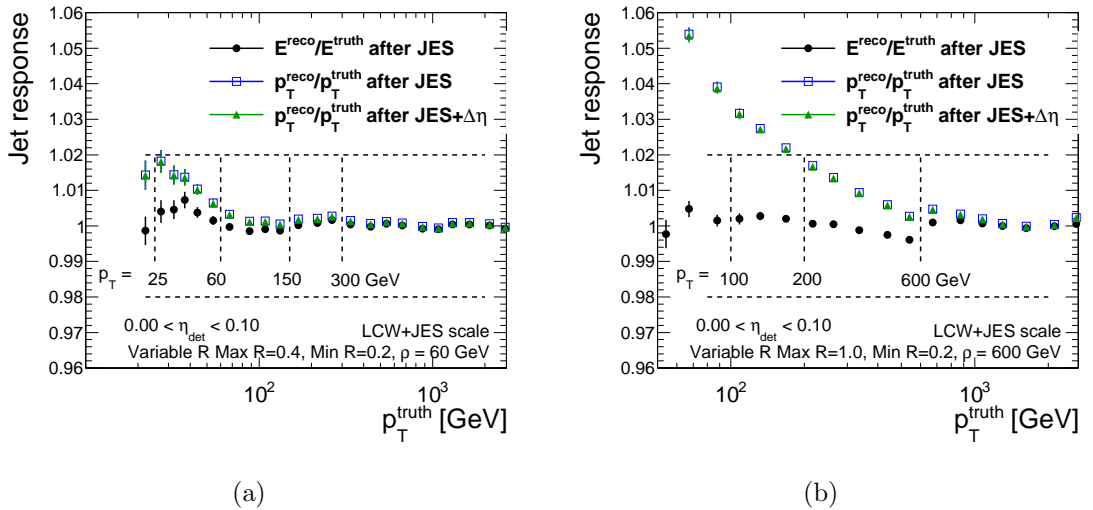 Jet response
1.06
1.05
1.04
1.03
1.02
1.01
1
0.99
0.98
0.97
0.96
E^reco/E^truth after JES
p_T^reco/p_T^truth after JES
p_T^reco/p_T^truth after JES+Δη
p_T = 25 60 150 300 GeV
0.00 < η_det < 0.10
LCW+JES scale
Variable R Max R=0.4, Min R=0.2, ρ = 60 GeV
10^2 10^3
p_T^truth [GeV]
(a)
Jet response
1.06
1.05
1.04
1.03
1.02
1.01
1
0.99
0.98
0.97
0.96
E^reco/E^truth after JES
p_T^reco/p_T^truth after JES
p_T^reco/p_T^truth after JES+Δη
p_T = 100 200 600 GeV
0.00 < η_det < 0.10
LCW+JES scale
Variable R Max R=1.0, Min R=0.2, ρ = 600 GeV
10^2 10^3
p_T^truth [GeV]
(b)